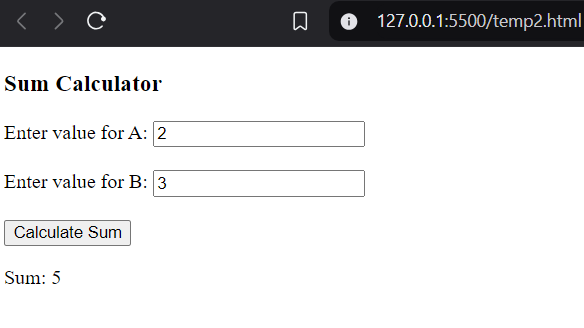 127.0.0.1:5500/temp2.html
Sum Calculator
Enter value for A: 2
Enter value for B: 3
Calculate Sum
Sum: 5